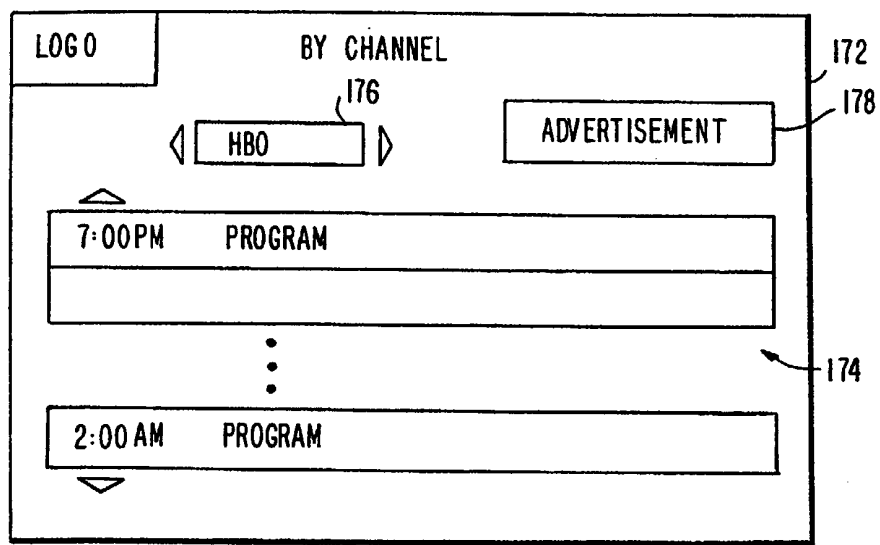 LOGO
BY CHANNEL
172
176
178
HBO
ADVERTISEMENT
7:00PM PROGRAM
174
2:00 AM PROGRAM